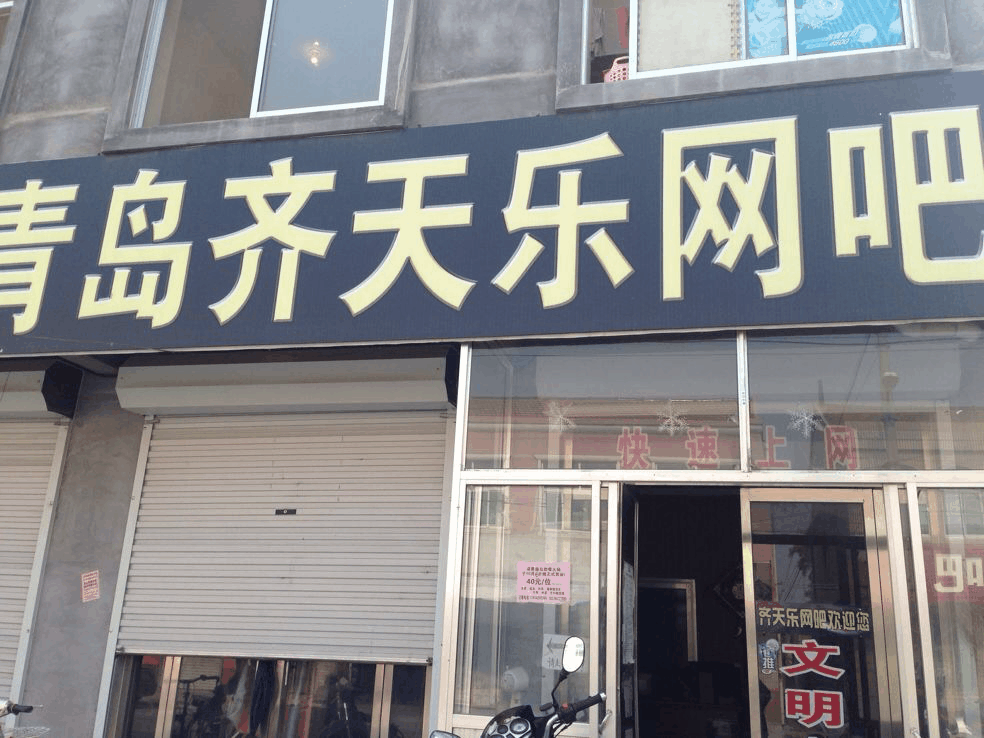 青岛齐天乐网吧
快速上网
40元/位
齐天乐网吧欢迎您
文
明
吧